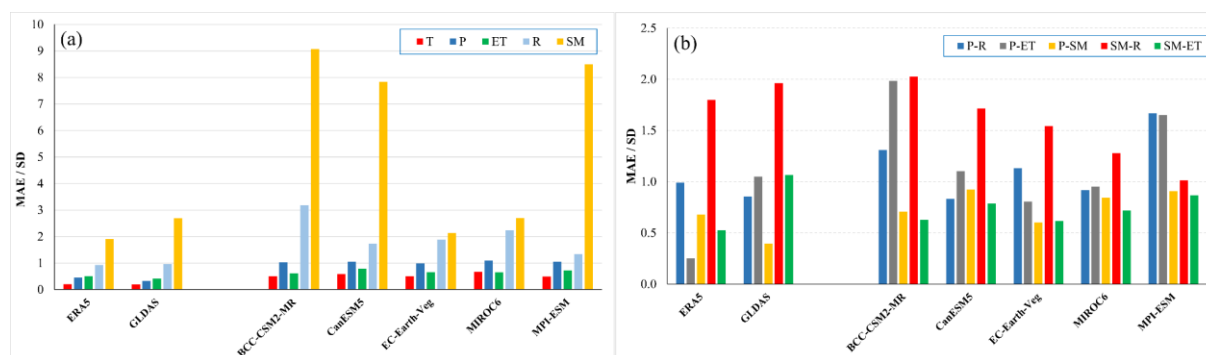 (a)
T P ET R SM
10
9
8
7
6
5
4
3
2
1
0
MAE / SD
ERA5
GLDAS
BCC-CSM2-MR
CanESM5
EC-Earth-Veg
MIROC6
MPI-ESM
(b)
P-R P-ET P-SM SM-R SM-ET
2.5
2.0
1.5
1.0
0.5
0.0
MAE / SD
ERA5
GLDAS
BCC-CSM2-MR
CanESM5
EC-Earth-Veg
MIROC6
MPI-ESM